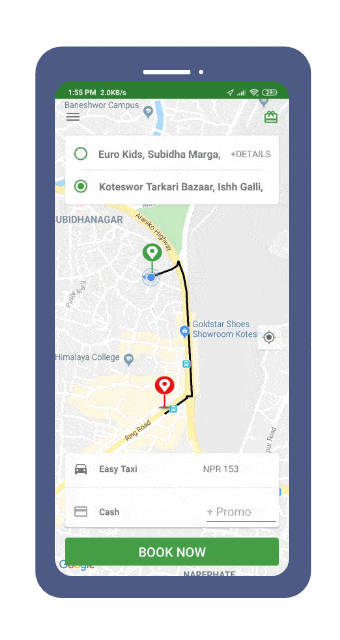 1:55 PM 2.0KB/s
Baneshwor Campus
Euro Kids, Subidha Marga, +DETAILS
Koteswor Tarkari Bazaar, Ishh Galli,
UBIDHANAGAR
Araniko Highway
Goldstar Shoes
Showroom Kotes
Himalaya College
Ring Road
Easy Taxi NPR 153
Cash + Promo
BOOK NOW
Google
NAREPHATE